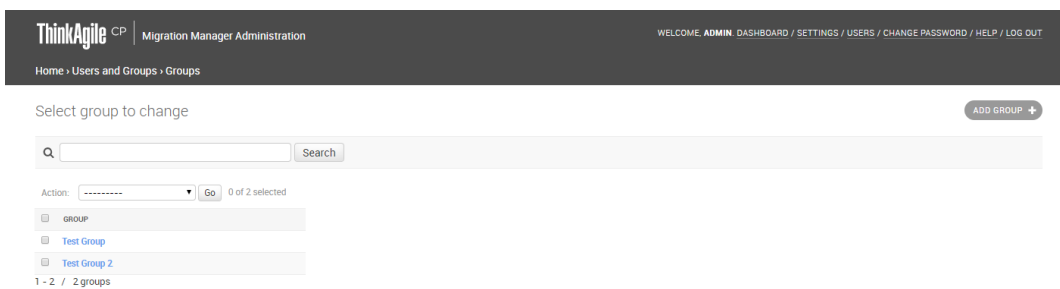 ThinkAgile CP | Migration Manager Administration
WELCOME, ADMIN. DASHBOARD / SETTINGS / USERS / CHANGE PASSWORD / HELP / LOG OUT
Home › Users and Groups › Groups
Select group to change
ADD GROUP +
Search
Action: --------- Go 0 of 2 selected
GROUP
Test Group
Test Group 2
1 - 2 / 2 groups